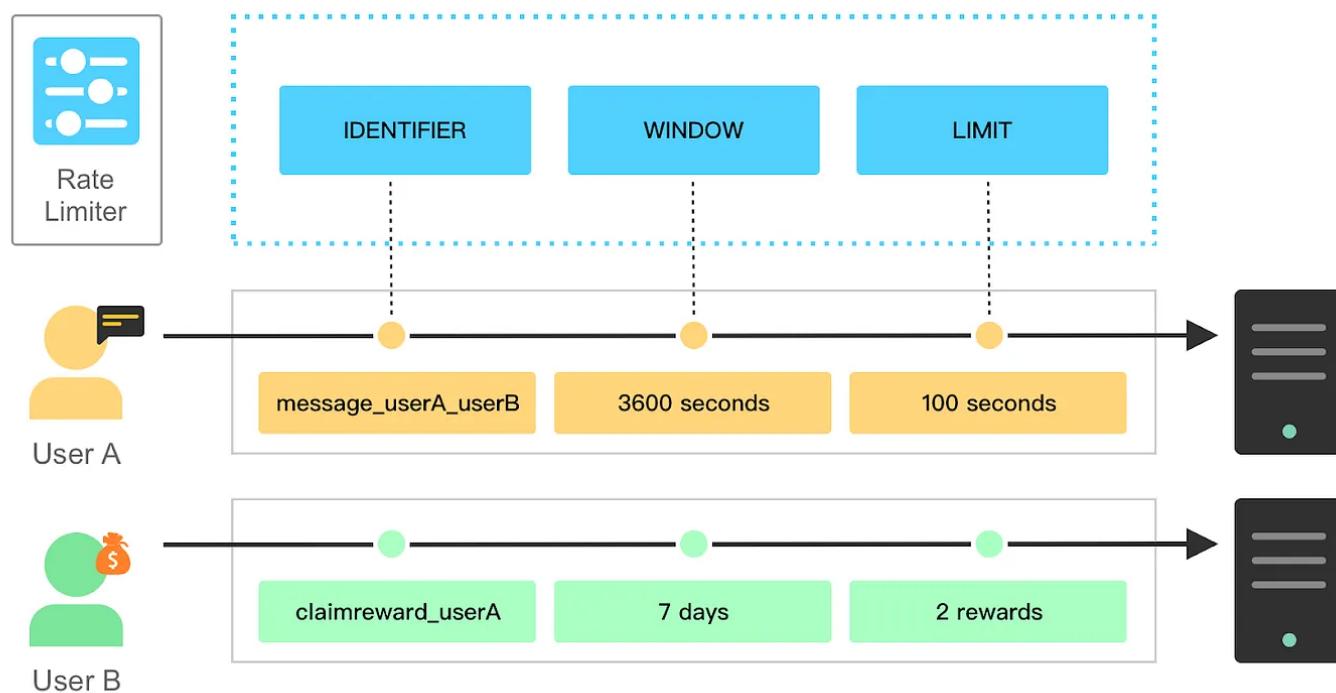 Rate
Limiter
IDENTIFIER
WINDOW
LIMIT
User A
message_userA_userB
3600 seconds
100 seconds
User B
$
claimreward_userA
7 days
2 rewards